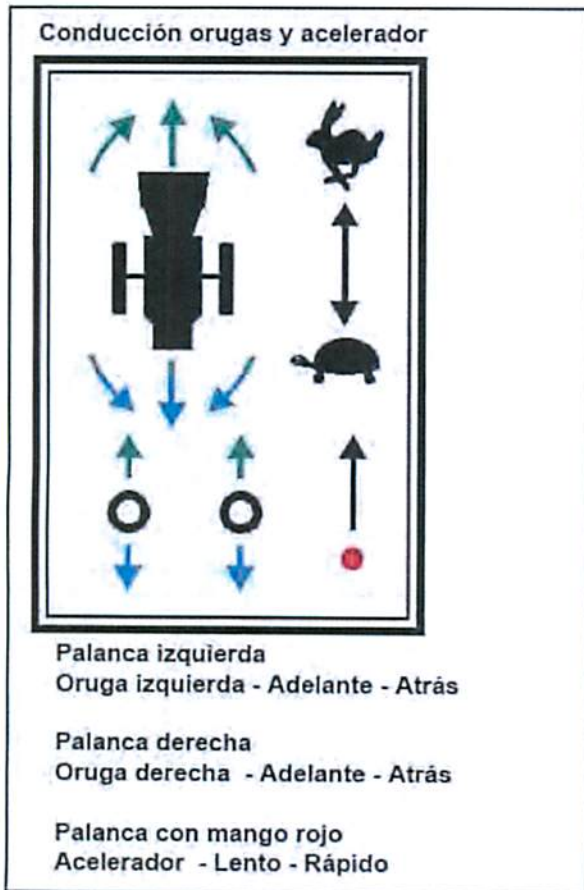 Conducción orugas y acelerador
Palanca izquierda
Oruga izquierda - Adelante - Atrás
Palanca derecha
Oruga derecha - Adelante - Atrás
Palanca con mango rojo
Acelerador - Lento - Rápido